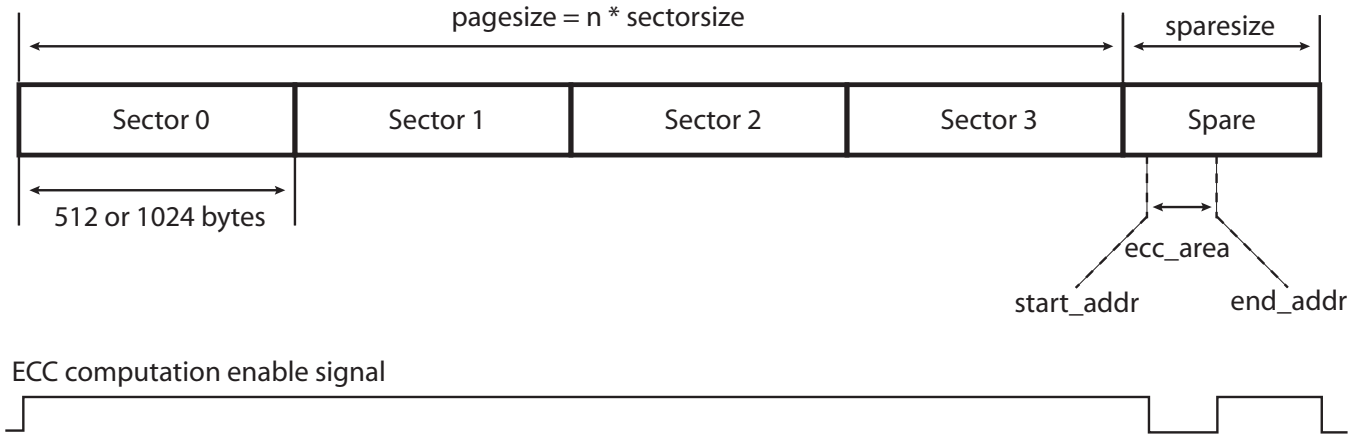 pagesize = n * sectorsize
sparesize
Sector 0
Sector 1
Sector 2
Sector 3
Spare
512 or 1024 bytes
ecc_area
start_addr
end_addr
ECC computation enable signal